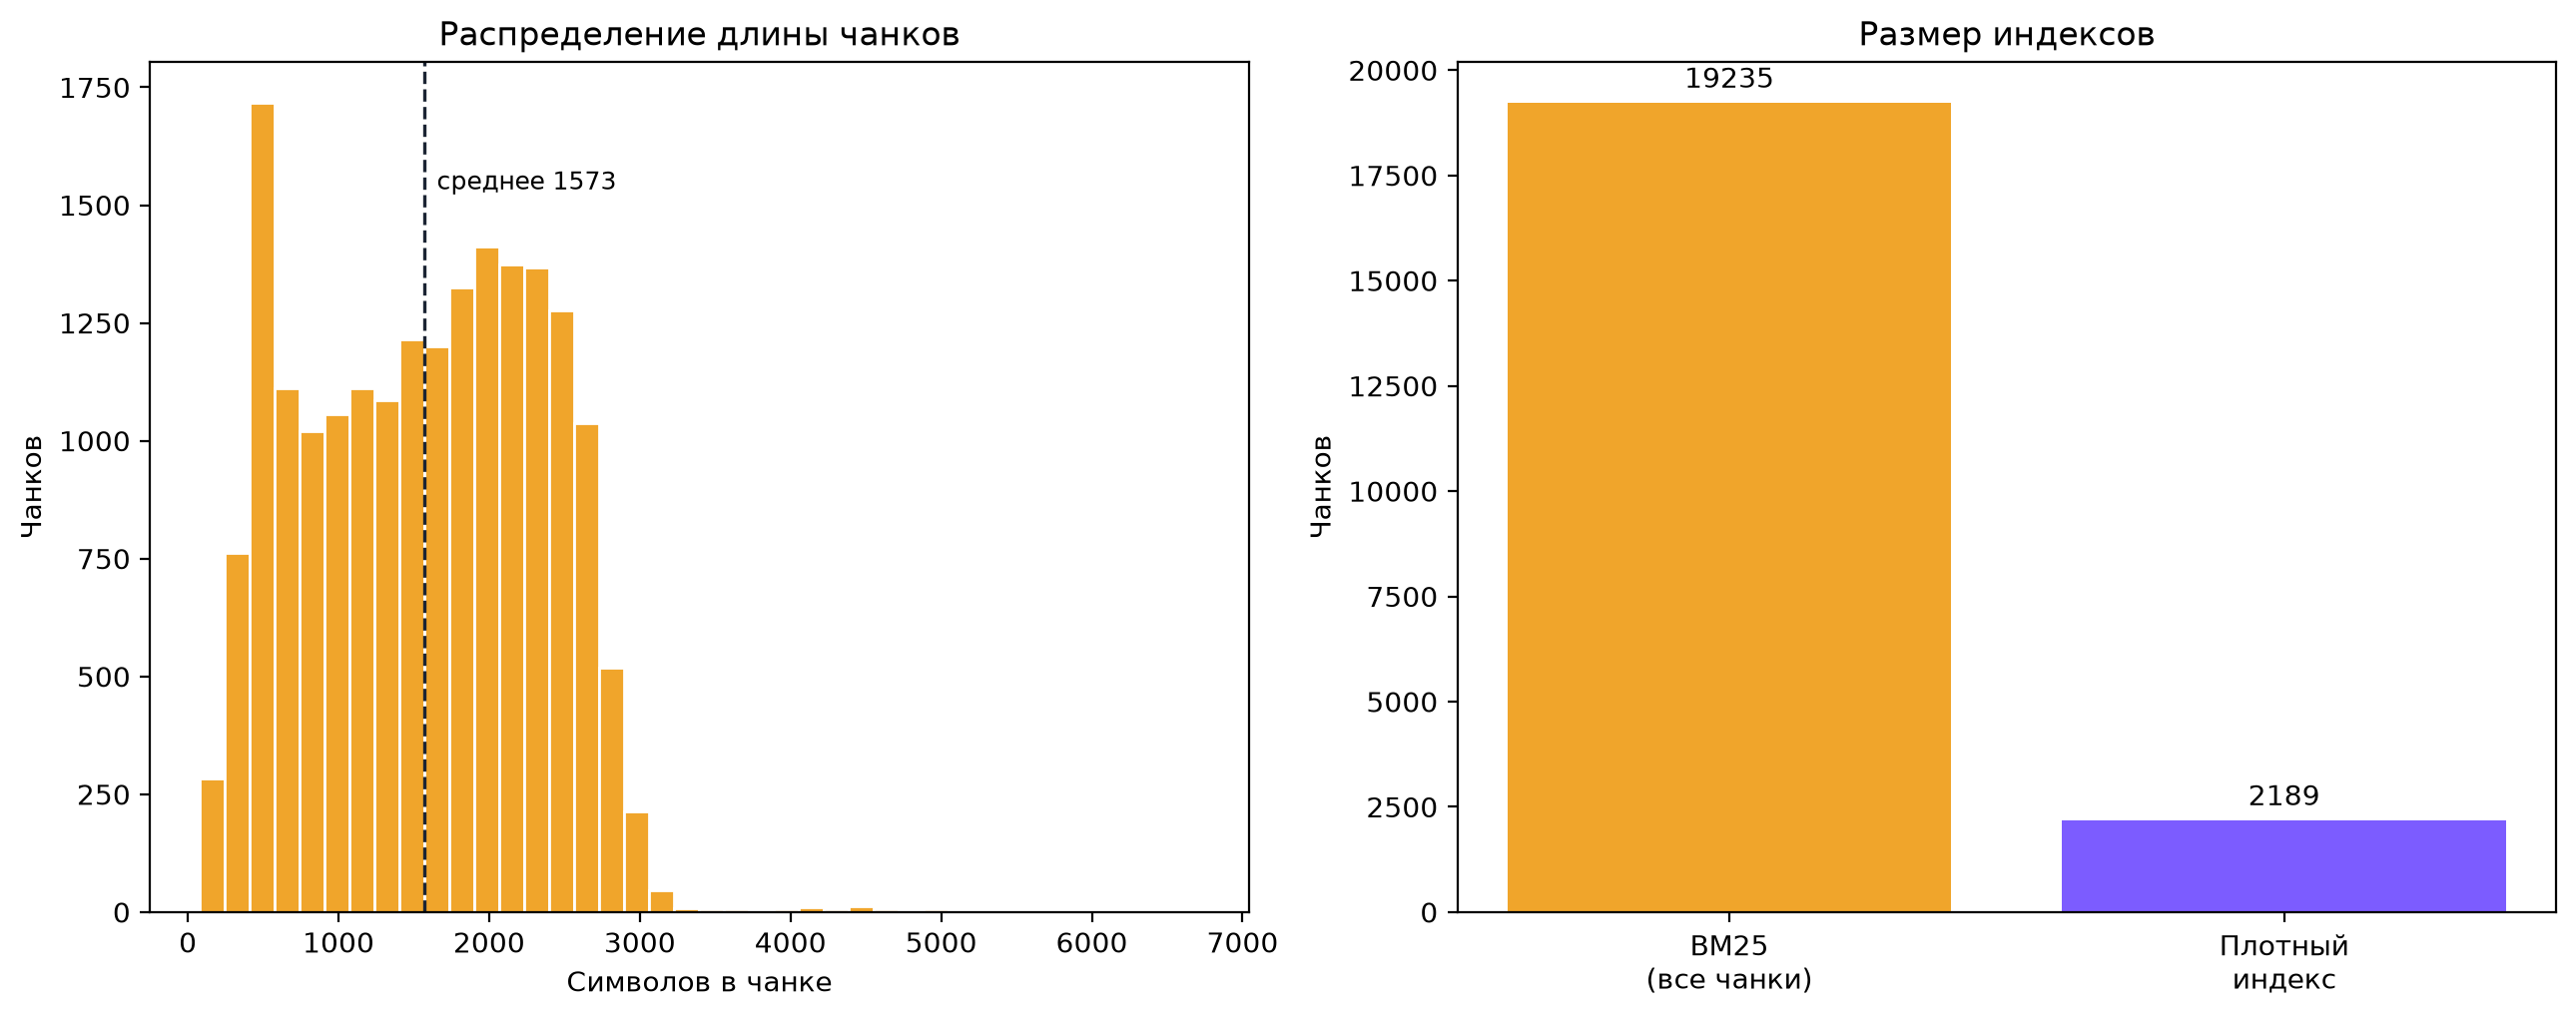 Распределение длины чанков
1750
1500
1250
1000
750
500
250
0
Чанков
среднее 1573
0 1000 2000 3000 4000 5000 6000 7000
Символов в чанке
Размер индексов
20000
17500
15000
12500
10000
7500
5000
2500
0
Чанков
19235
2189
BM25
(все чанки)
Плотный
индекс